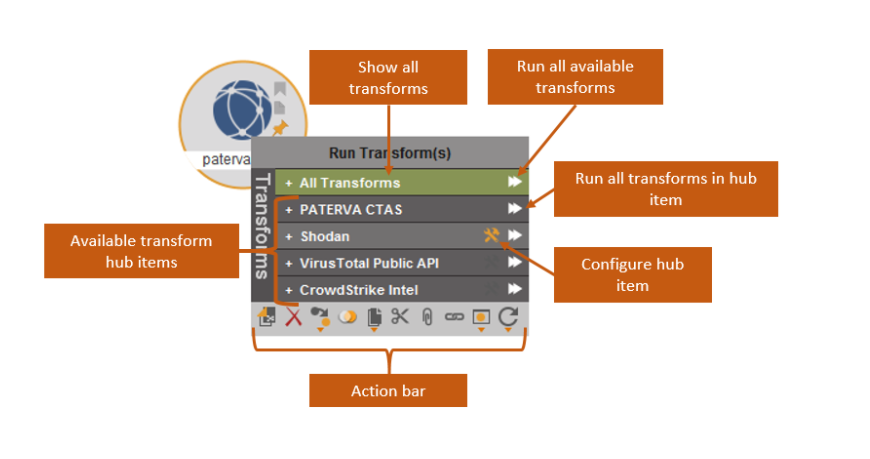 Show all
transforms
Run all available
transforms
paterva
Run Transform(s)
Transforms
+ All Transforms
Run all transforms in hub
item
+ PATERVA CTAS
Available transform
hub items
+ Shodan
+ VirusTotal Public API
Configure hub
item
+ CrowdStrike Intel
Action bar